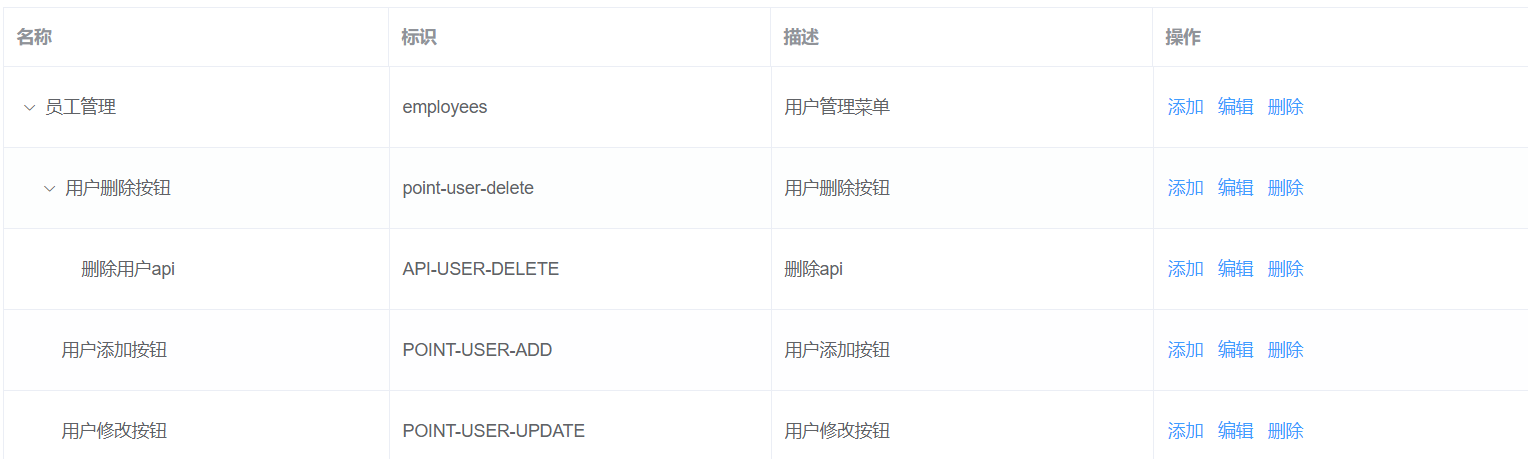 名称 标识 描述 操作
员工管理 employees 用户管理菜单 添加 编辑 删除
用户删除按钮 point-user-delete 用户删除按钮 添加 编辑 删除
删除用户api API-USER-DELETE 删除api 添加 编辑 删除
用户添加按钮 POINT-USER-ADD 用户添加按钮 添加 编辑 删除
用户修改按钮 POINT-USER-UPDATE 用户修改按钮 添加 编辑 删除